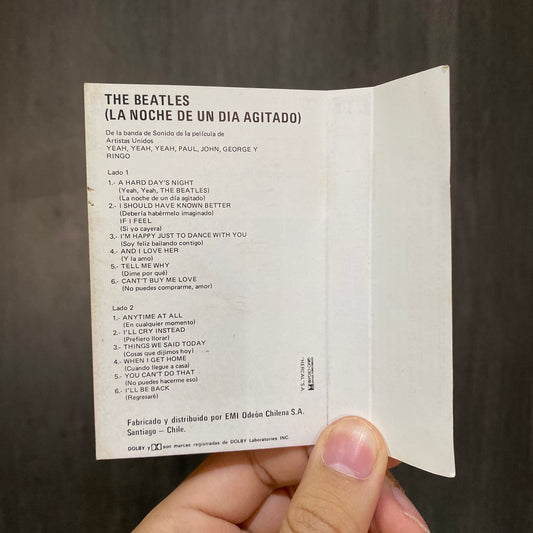 THE BEATLES
(LA NOCHE DE UN DIA AGITADO)
De la banda de Sonido de la película de
Artistas Unidos
YEAH, YEAH, YEAH, PAUL, JOHN, GEORGE Y
RINGO
Lado 1
1.- A HARD DAY'S NIGHT
(Yeah, Yeah, THE BEATLES)
(La noche de un día agitado)
2.- I SHOULD HAVE KNOWN BETTER
(Debería habérmelo imaginado)
IF I FEEL
(Si yo cayera)
3.- I'M HAPPY JUST TO DANCE WITH YOU
(Soy feliz bailando contigo)
4.- AND I LOVE HER
(Y la amo)
5.- TELL ME WHY
(Dime por qué)
6.- CANT'T BUY ME LOVE
(No puedes comprarme, amor)
Lado 2
1.- ANYTIME AT ALL
(En cualquier momento)
2.- I'LL CRY INSTEAD
(Prefiero llorar)
3.- THINGS WE SAID TODAY
(Cosas que dijimos hoy)
4.- WHEN I GET HOME
(Cuando llegue a casa)
5.- YOU CAN'T DO THAT
(No puedes hacerme eso)
6.- I'LL BE BACK
(Regresaré)
Fabricado y distribuido por EMI Odeón Chilena S.A.
Santiago – Chile.
DOLBY y son marcas registradas de DOLBY Laboratories INC.